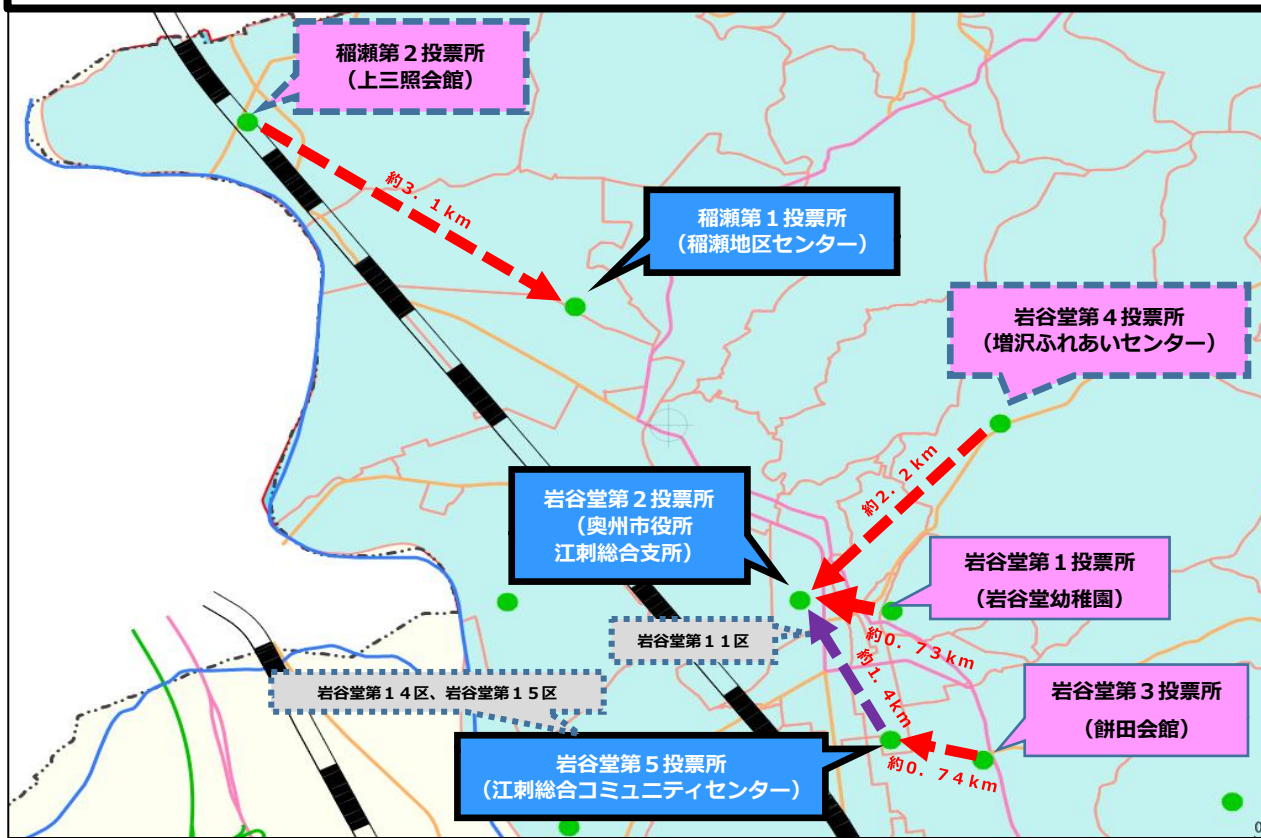 稲瀬第２投票所
（上三照会館）
約３．１km
稲瀬第１投票所
（稲瀬地区センター）
岩谷堂第４投票所
（増沢ふれあいセンター）
約２．２km
岩谷堂第２投票所
（奥州市役所
江刺総合支所）
岩谷堂第１投票所
（岩谷堂幼稚園）
約０．７３km
岩谷堂第１１区
約１．４km
岩谷堂第１４区、岩谷堂第１５区
岩谷堂第３投票所
（餅田会館）
約０．７４km
岩谷堂第５投票所
（江刺総合コミュニティセンター）
0